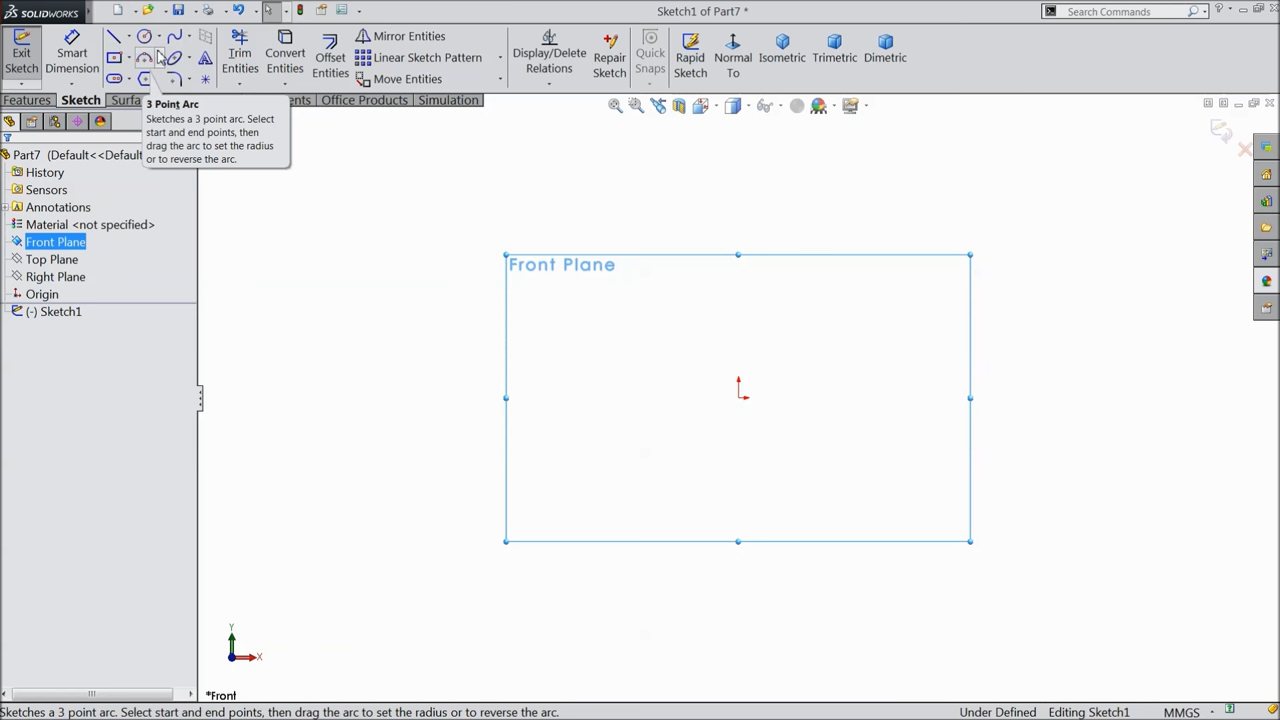 SOLIDWORKS
Sketch1 of Part7 *
Search Commands
Exit Sketch
Smart Dimension
Trim Entities
Convert Entities
Offset Entities
Mirror Entities
Linear Sketch Pattern
Move Entities
Display/Delete Relations
Quick Snaps
Repair Sketch
Rapid Sketch
Normal To
Isometric
Trimetric
Dimetric
Features
Sketch
Surfa
ents
Office Products
Simulation
3 Point Arc
Sketches a 3 point arc. Select
start and end points, then
drag the arc to set the radius
or to reverse the arc.
Part7 (Default<<Default
History
Sensors
Annotations
Material <not specified>
Front Plane
Top Plane
Right Plane
Origin
(-) Sketch1
Front Plane
Y
X
*Front
Sketches a 3 point arc. Select start and end points, then drag the arc to set the radius or to reverse the arc.
Under Defined
Editing Sketch1
MMGS